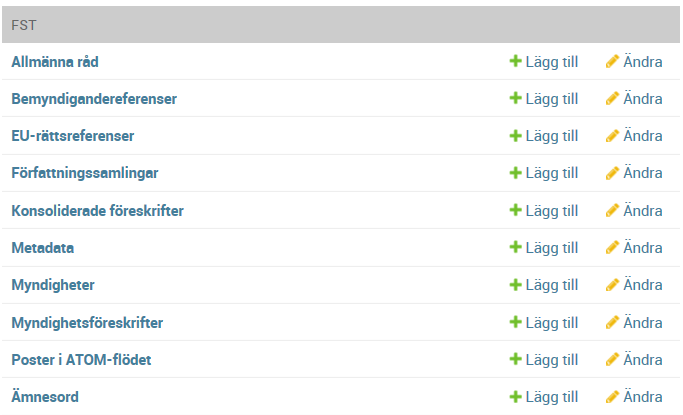 FST
Allmänna råd Lägg till Ändra
Bemyndigandereferenser Lägg till Ändra
EU-rättsreferenser Lägg till Ändra
Författningssamlingar Lägg till Ändra
Konsoliderade föreskrifter Lägg till Ändra
Metadata Lägg till Ändra
Myndigheter Lägg till Ändra
Myndighetsföreskrifter Lägg till Ändra
Poster i ATOM-flödet Lägg till Ändra
Ämnesord Lägg till Ändra